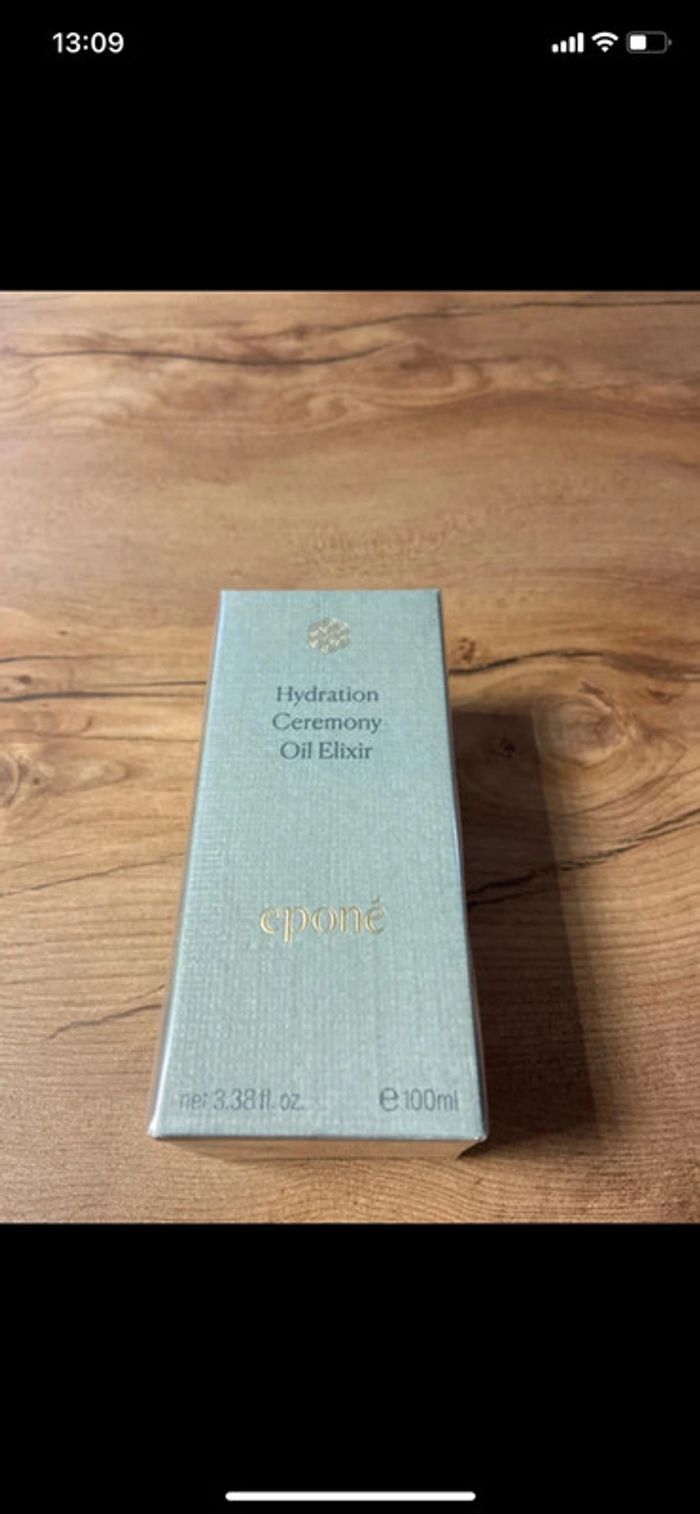 13:09
Hydration
Ceremony
Oil Elixir
eponé
net 3.38 fl. oz.
℮ 100ml